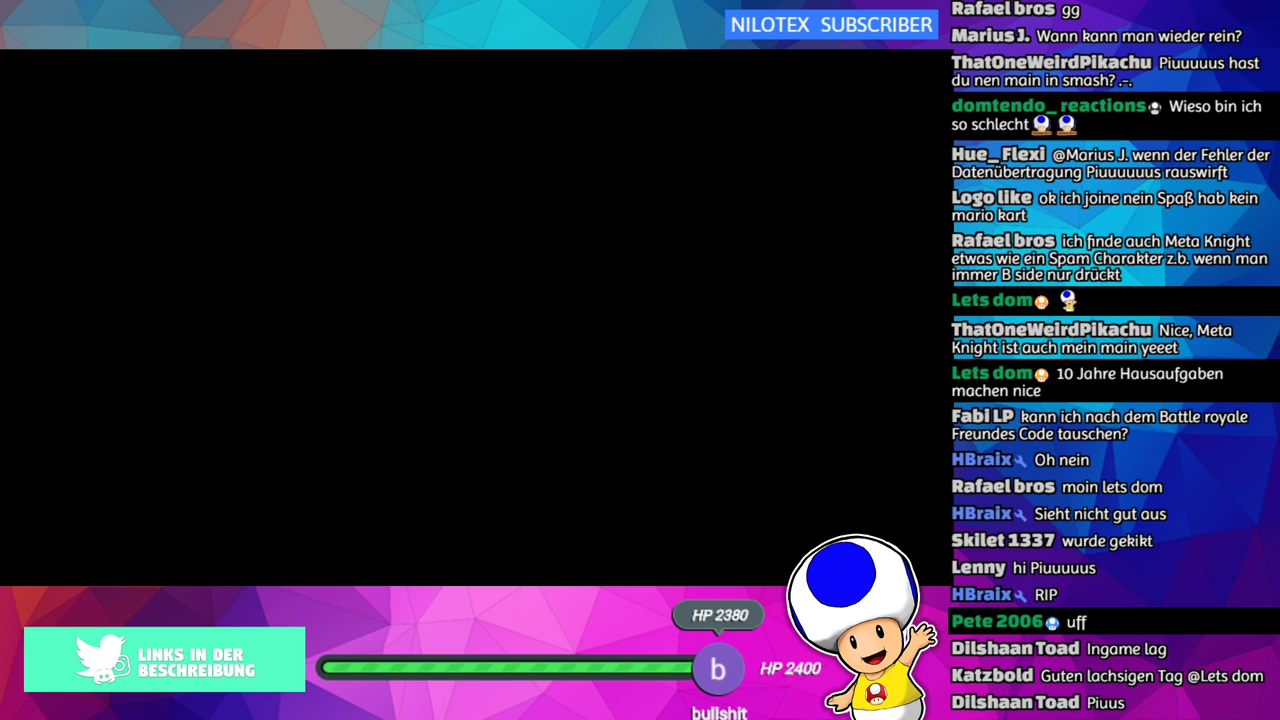 NILOTEX SUBSCRIBER
Rafael bros gg
Marius J. Wann kann man wieder rein?
ThatOneWeirdPikachu Piuuuuus hast
du nen main in smash? .-.
domtendo_ reactions Wieso bin ich
so schlecht
Hue_Flexi @Marius J. wenn der Fehler der
Datenübertragung Piuuuuuus rauswirft
Logo like ok ich joine nein Spaß hab kein
mario kart
Rafael bros ich finde auch Meta Knight
etwas wie ein Spam Charakter z.b. wenn man
immer B side nur drückt
Lets dom
ThatOneWeirdPikachu Nice, Meta
Knight ist auch mein main yeeet
Lets dom 10 Jahre Hausaufgaben
machen nice
Fabi LP kann ich nach dem Battle royale
Freundes Code tauschen?
HBraix Oh nein
Rafael bros moin lets dom
HBraix Sieht nicht gut aus
Skilet 1337 wurde gekikt
Lenny hi Piuuuuus
HBraix RIP
Pete 2006 uff
Dilshaan Toad Ingame lag
Katzbold Guten lachsigen Tag @Lets dom
Dilshaan Toad Piuus
LINKS IN DER
BESCHREIBUNG
HP 2380
b
HP 2400
bullshit